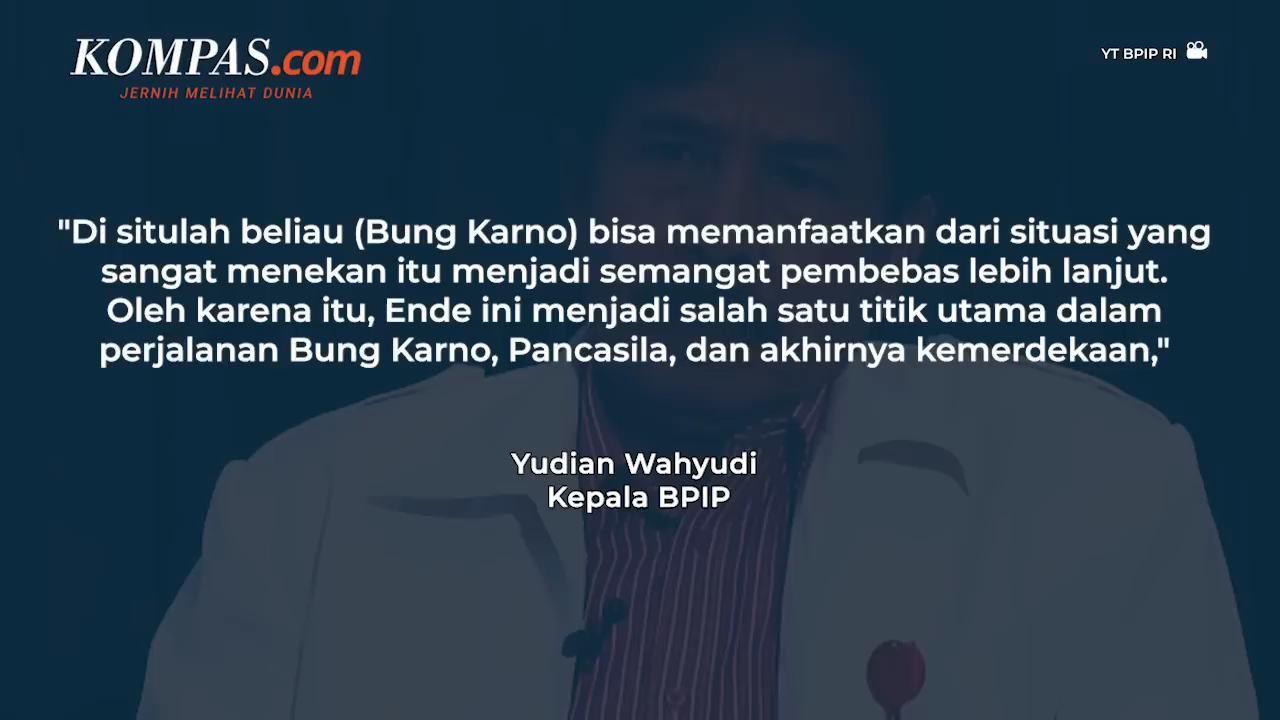 KOMPAS.com
JERNIH MELIHAT DUNIA
YT BPIP RI
"Di situlah beliau (Bung Karno) bisa memanfaatkan dari situasi yang
sangat menekan itu menjadi semangat pembebas lebih lanjut.
Oleh karena itu, Ende ini menjadi salah satu titik utama dalam
perjalanan Bung Karno, Pancasila, dan akhirnya kemerdekaan,"
Yudian Wahyudi
Kepala BPIP